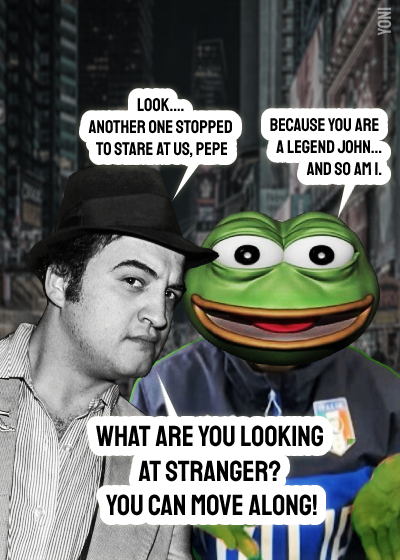 YONI
LOOK....
ANOTHER ONE STOPPED
TO STARE AT US, PEPE
BECAUSE YOU ARE
A LEGEND JOHN...
AND SO AM I.
ITALIA
WHAT ARE YOU LOOKING
AT STRANGER?
YOU CAN MOVE ALONG!